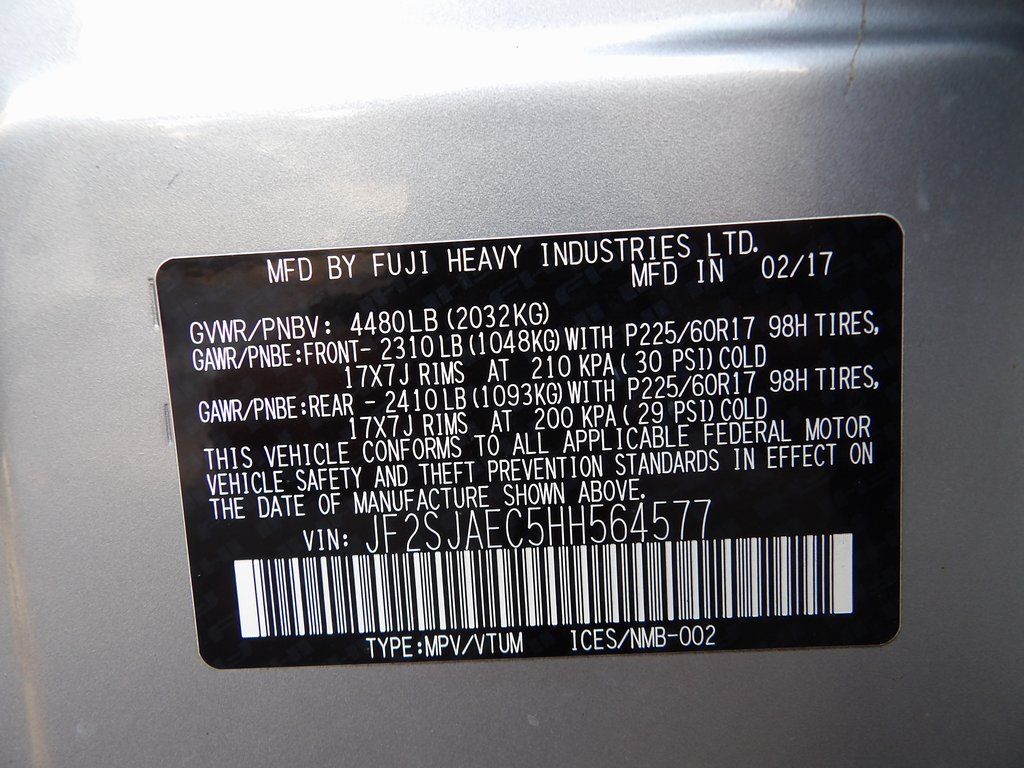 MFD BY FUJI HEAVY INDUSTRIES LTD.
MFD IN 02/17
GVWR/PNBV: 4480LB (2032KG)
GAWR/PNBE:FRONT- 2310 LB (1048KG) WITH P225/60R17 98H TIRES,
17X7J RIMS AT 210 KPA ( 30 PSI) COLD
GAWR/PNBE:REAR - 2410 LB (1093KG) WITH P225/60R17 98H TIRES,
17X7J RIMS AT 200 KPA ( 29 PSI) COLD
THIS VEHICLE CONFORMS TO ALL APPLICABLE FEDERAL MOTOR
VEHICLE SAFETY AND THEFT PREVENTION STANDARDS IN EFFECT ON
THE DATE OF MANUFACTURE SHOWN ABOVE.
VIN: JF2SJAEC5HH564577
TYPE:MPV/VTUM ICES/NMB-002